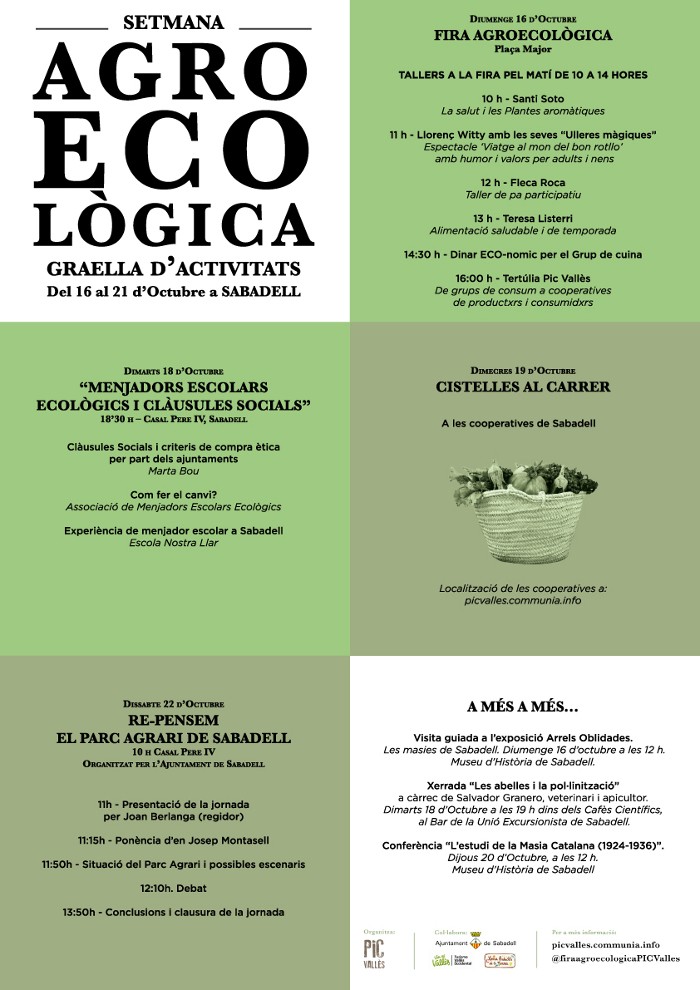 SETMANA
AGRO
ECO
LÒGICA
GRAELLA D'ACTIVITATS
Del 16 al 21 d'Octubre a SABADELL
Diumenge 16 d'Octubre
FIRA AGROECOLÒGICA
Plaça Major
TALLERS A LA FIRA PEL MATÍ DE 10 A 14 HORES
10 h - Santi Soto
La salut i les Plantes aromàtiques
11 h - Llorenç Witty amb les seves "Ulleres màgiques"
Espectacle 'Viatge al mon del bon rotllo'
amb humor i valors per adults i nens
12 h - Fleca Roca
Taller de pa participatiu
13 h - Teresa Listerri
Alimentació saludable i de temporada
14:30 h - Dinar ECO-nomic per el Grup de cuina
16:00 h - Tertúlia Pic Vallès
De grups de consum a cooperatives
de productxrs i consumidxrs
Dimarts 18 d'Octubre
"MENJADORS ESCOLARS
ECOLÒGICS I CLÀUSULES SOCIALS"
18'30 h – Casal Pere IV, Sabadell
Clàusules Socials i criteris de compra ètica
per part dels ajuntaments
Marta Bou
Com fer el canvi?
Associació de Menjadors Escolars Ecològics
Experiència de menjador escolar a Sabadell
Escola Nostra Llar
Dimecres 19 d'Octubre
CISTELLES AL CARRER
A les cooperatives de Sabadell
Localització de les cooperatives a:
picvalles.communia.info
Dissabte 22 d'Octubre
RE-PENSEM
EL PARC AGRARI DE SABADELL
10 h Casal Pere IV
Organitzat per l'Ajuntament de Sabadell
11h - Presentació de la jornada
per Joan Berlanga (regidor)
11:15h - Ponència d'en Josep Montasell
11:50h - Situació del Parc Agrari i possibles escenaris
12:10h. Debat
13:50h - Conclusions i clausura de la jornada
A MÉS A MÉS...
Visita guiada a l'exposició Arrels Oblidades.
Les masies de Sabadell. Diumenge 16 d'octubre a les 12 h.
Museu d'Història de Sabadell.
Xerrada "Les abelles i la pol·linització"
a càrrec de Salvador Granero, veterinari i apicultor.
Dimarts 18 d'Octubre a les 19 h dins dels Cafès Científics,
al Bar de la Unió Excursionista de Sabadell.
Conferència "L'estudi de la Masia Catalana (1924-1936)".
Dijous 20 d'Octubre, a les 12 h.
Museu d'Història de Sabadell
Organitza:
PiC
VALLÈS
Col·labora:
Ajuntament de Sabadell
Per a més informació:
picvalles.communia.info
@firaagroecologicaPICValles